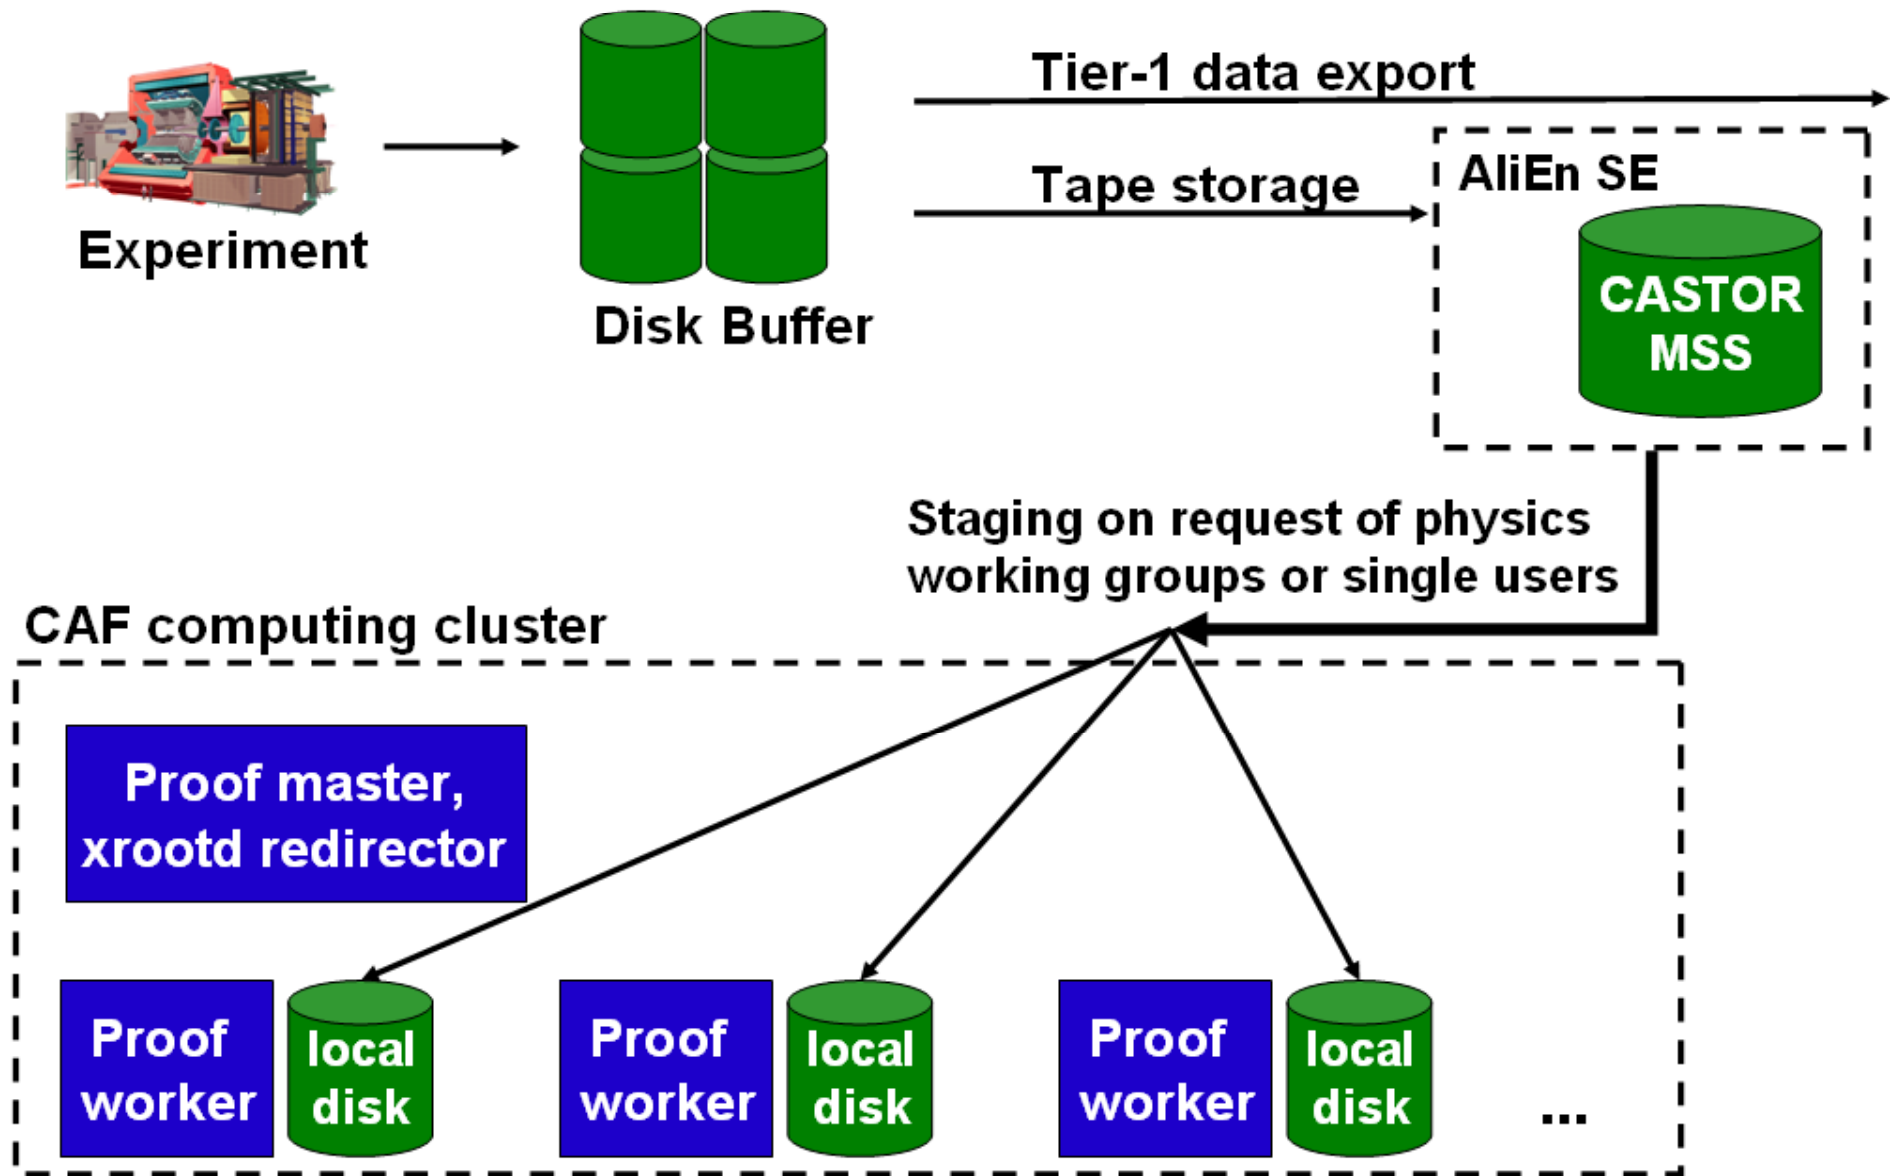 Tier-1 data export
AliEn SE
Tape storage
Experiment
CASTOR
MSS
Disk Buffer
Staging on request of physics
working groups or single users
CAF computing cluster
Proof master,
xrootd redirector
Proof
worker
local
disk
Proof
worker
local
disk
Proof
worker
local
disk
...